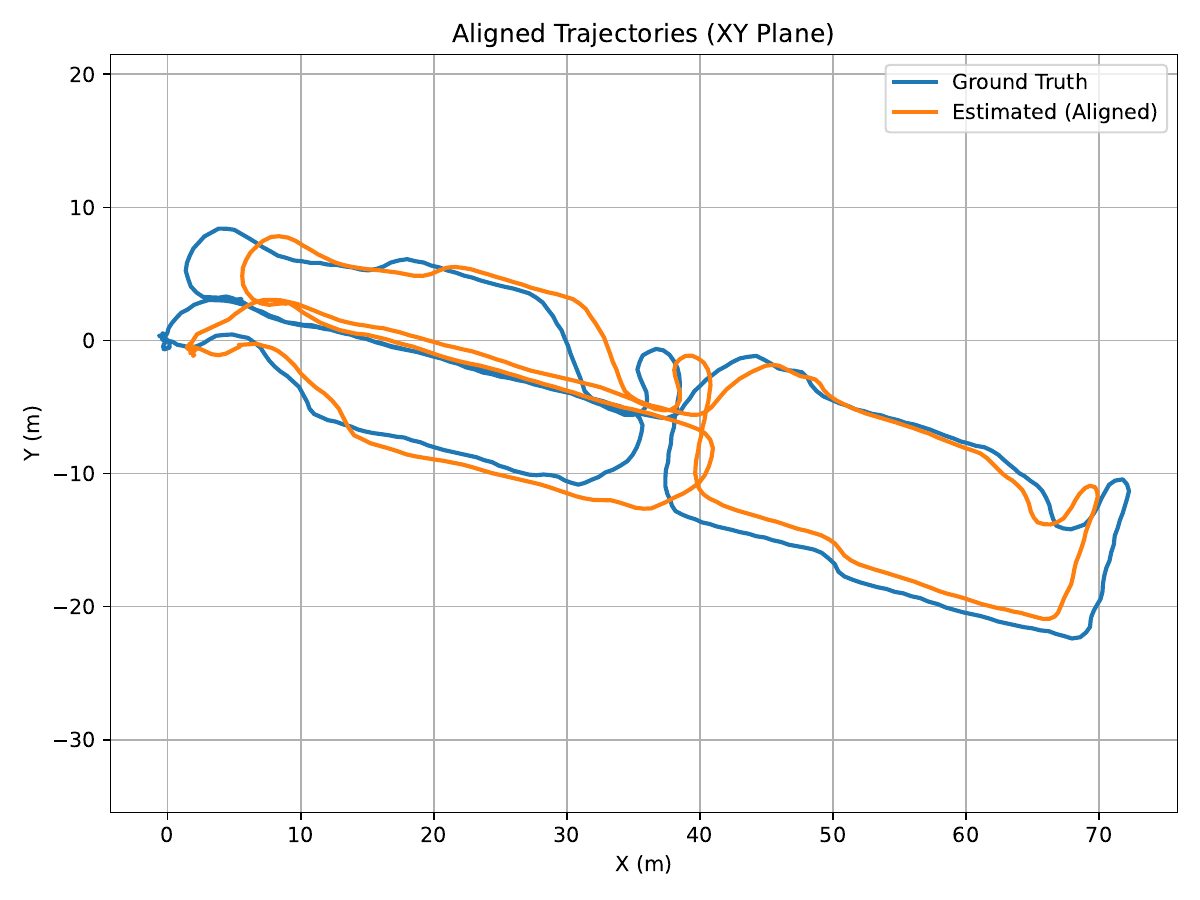 Aligned Trajectories (XY Plane)
Ground Truth
Estimated (Aligned)
20
10
0
−10
−20
−30
Y (m)
0 10 20 30 40 50 60 70
X (m)